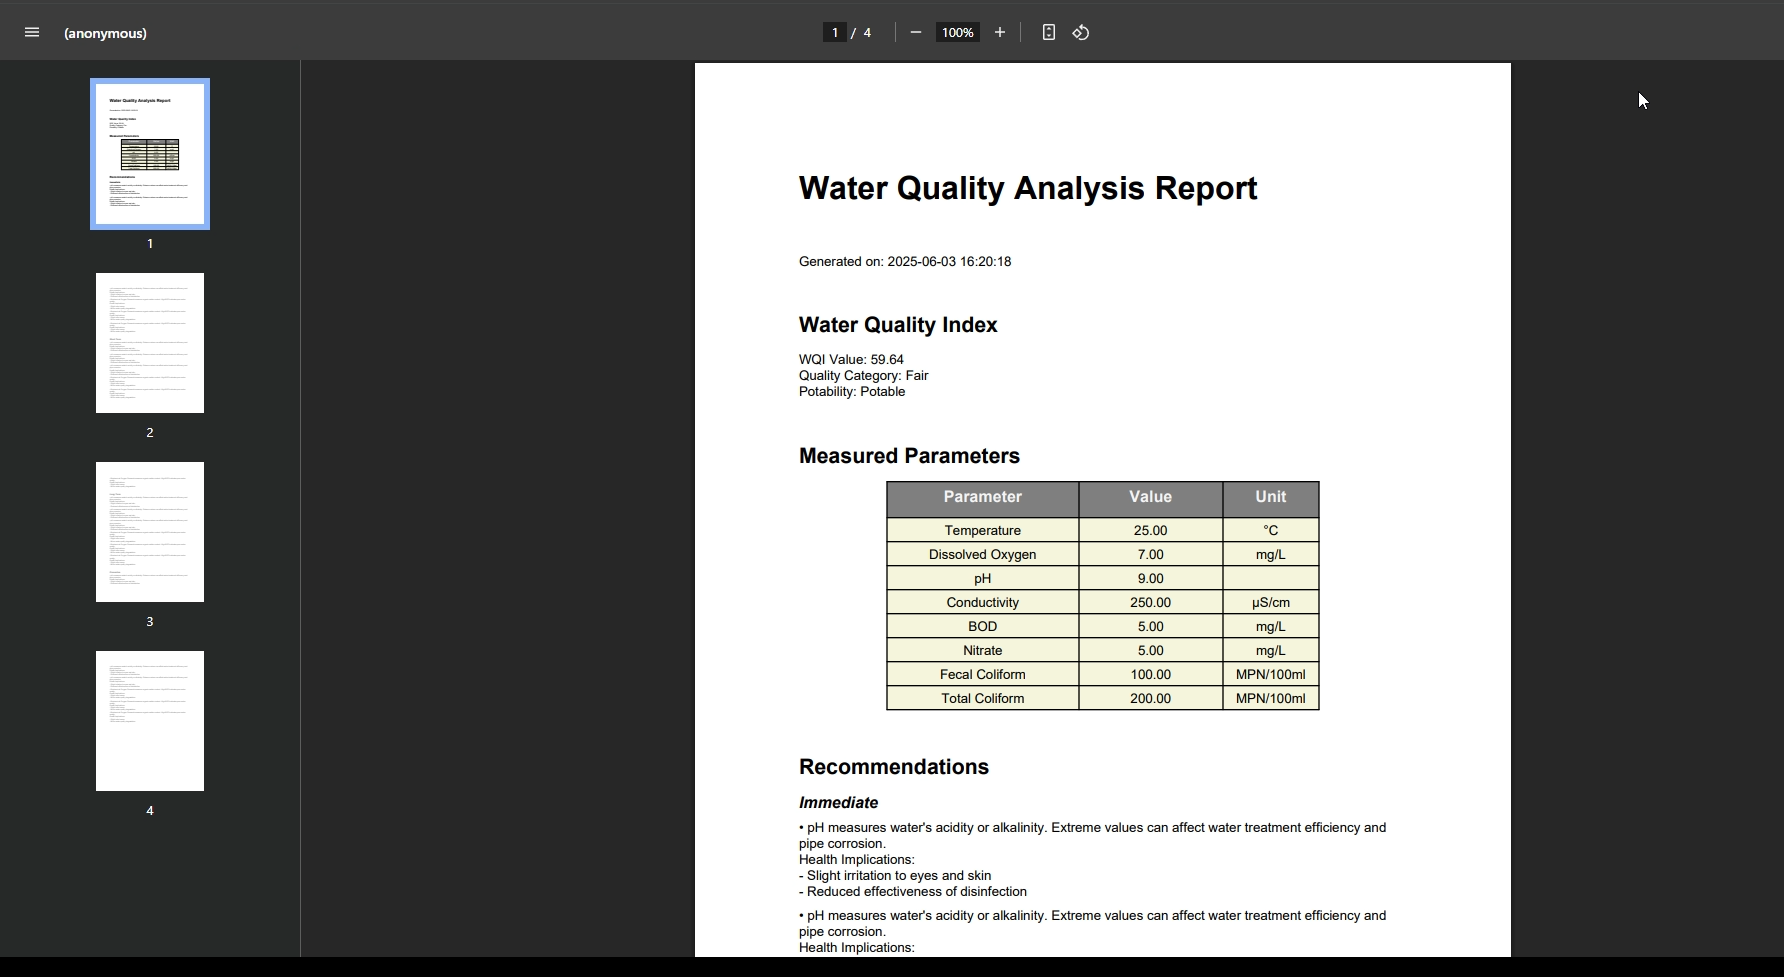 (anonymous)
1 / 4
100%
1
2
3
4
Water Quality Analysis Report
Generated on: 2025-06-03 16:20:18
Water Quality Index
WQI Value: 59.64
Quality Category: Fair
Potability: Potable
Measured Parameters
Parameter Value Unit
Temperature 25.00 °C
Dissolved Oxygen 7.00 mg/L
pH 9.00
Conductivity 250.00 µS/cm
BOD 5.00 mg/L
Nitrate 5.00 mg/L
Fecal Coliform 100.00 MPN/100ml
Total Coliform 200.00 MPN/100ml
Recommendations
Immediate
• pH measures water's acidity or alkalinity. Extreme values can affect water treatment efficiency and
pipe corrosion.
Health Implications:
- Slight irritation to eyes and skin
- Reduced effectiveness of disinfection
• pH measures water's acidity or alkalinity. Extreme values can affect water treatment efficiency and
pipe corrosion.
Health Implications: